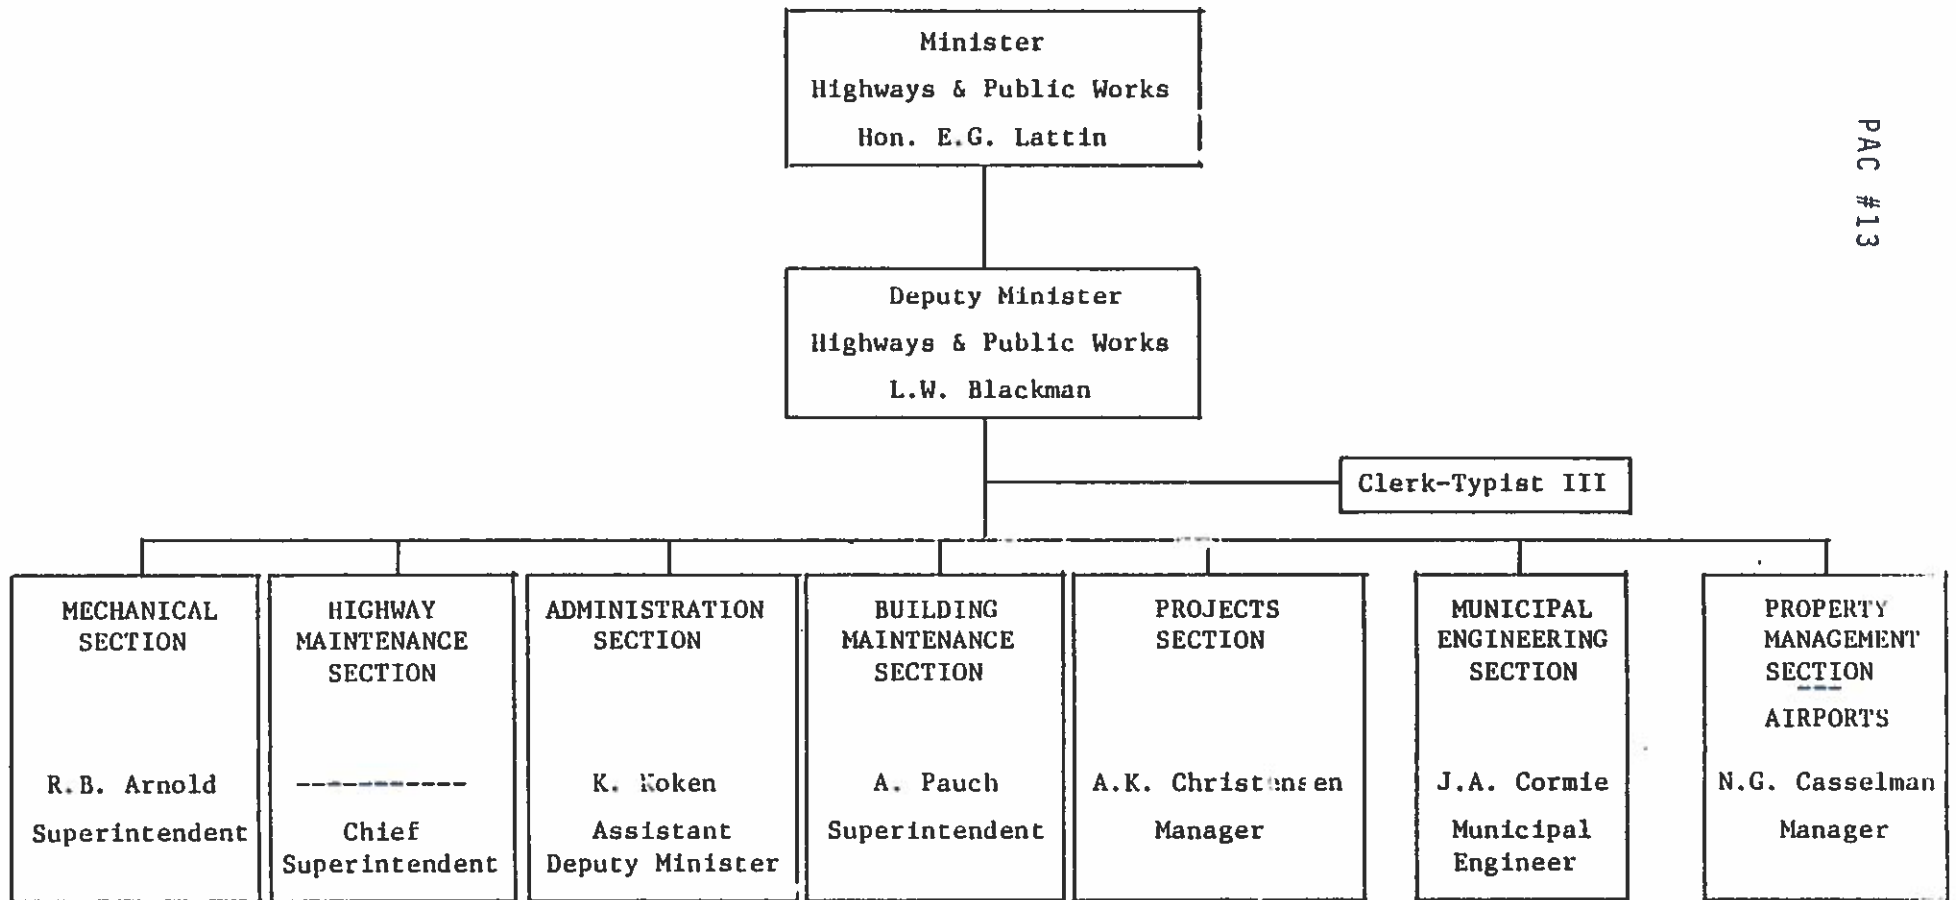 Minister
Highways & Public Works
Hon. E.G. Lattin
PAC #13
Deputy Minister
Highways & Public Works
L.W. Blackman
Clerk-Typist III
MECHANICAL
SECTION
R.B. Arnold
Superintendent
HIGHWAY
MAINTENANCE
SECTION
-----------
Chief
Superintendent
ADMINISTRATION
SECTION
K. Koken
Assistant
Deputy Minister
BUILDING
MAINTENANCE
SECTION
A. Pauch
Superintendent
PROJECTS
SECTION
A.K. Christensen
Manager
MUNICIPAL
ENGINEERING
SECTION
J.A. Cormie
Municipal
Engineer
PROPERTY
MANAGEMENT
SECTION
---
AIRPORTS
N.G. Casselman
Manager